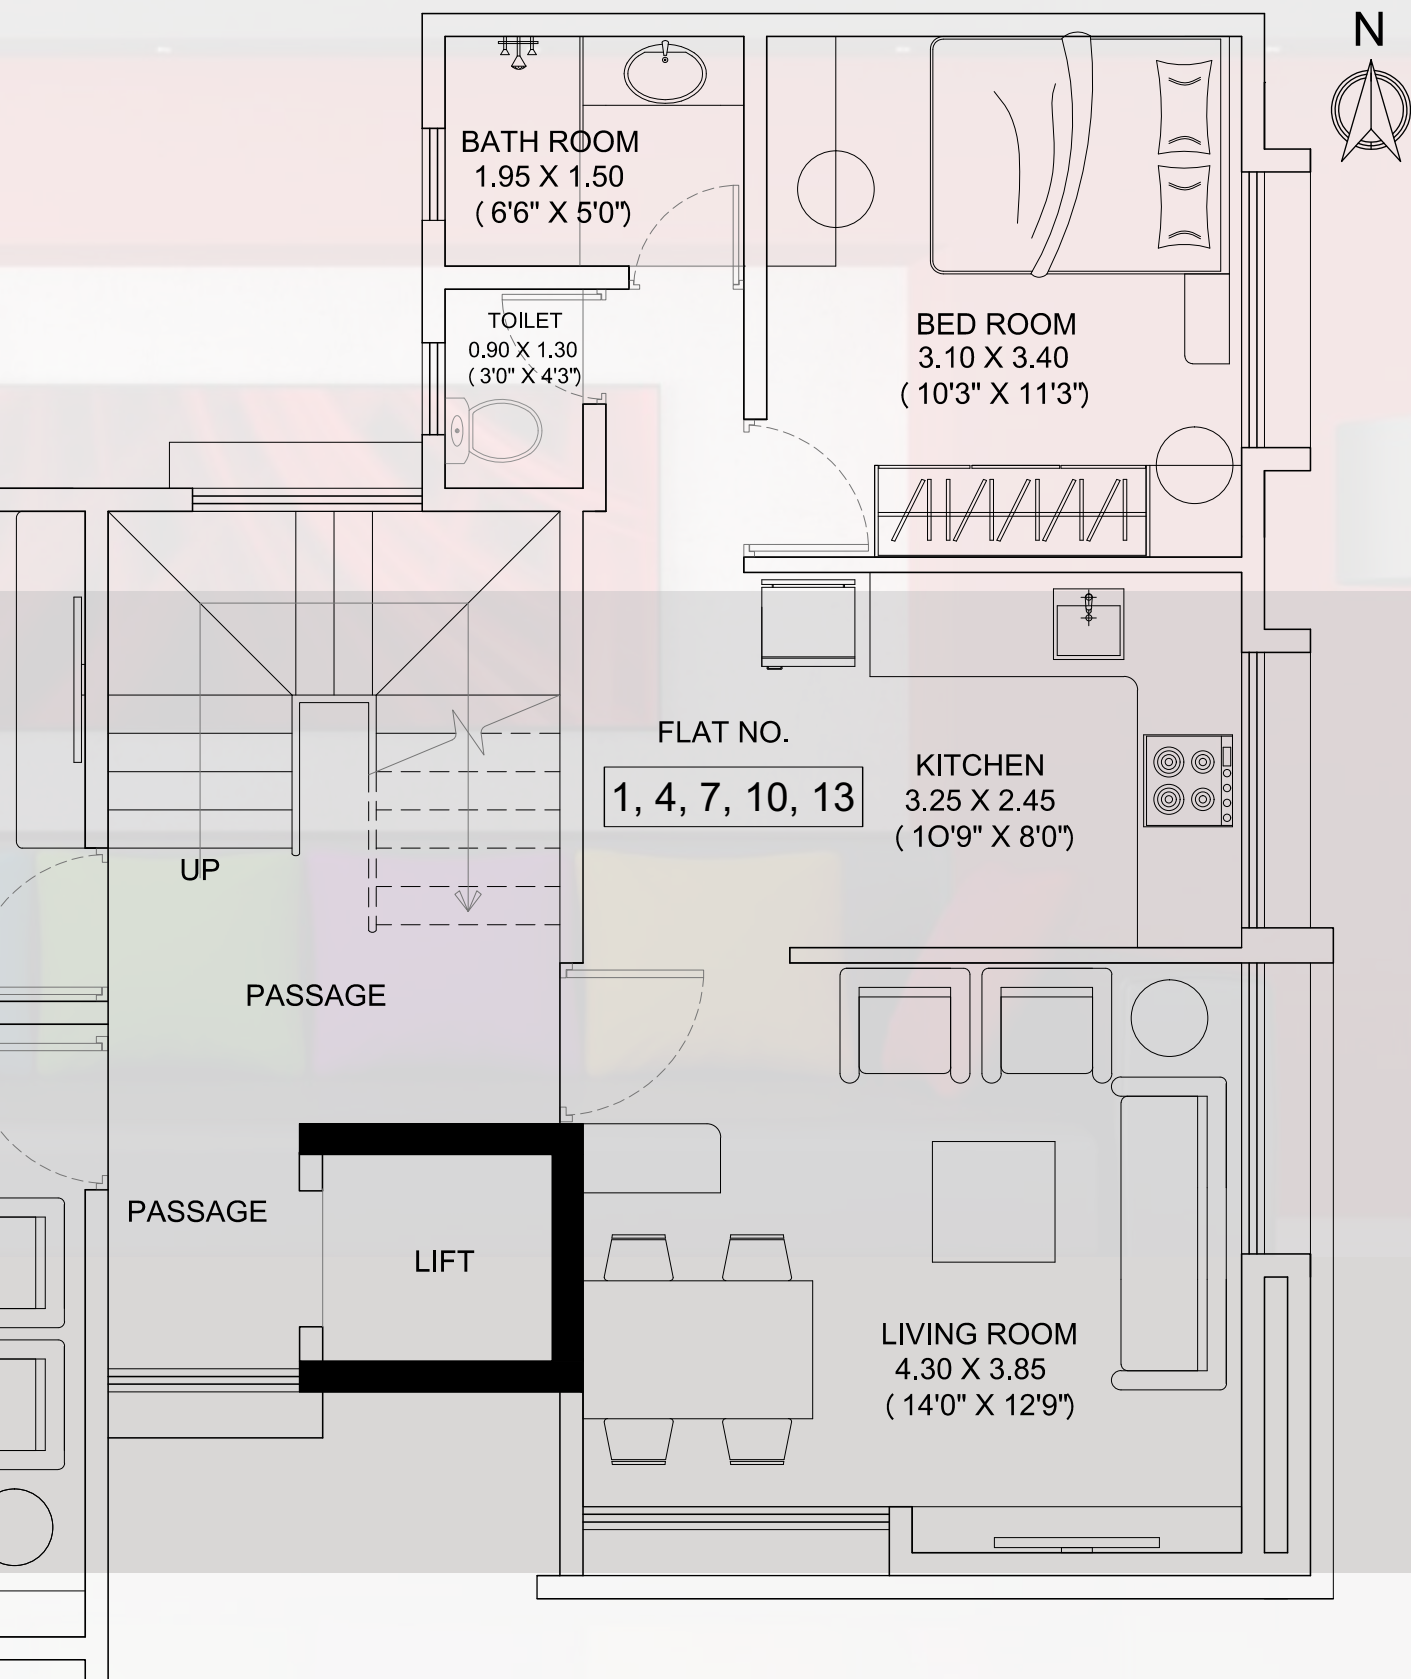 N
BATH ROOM
1.95 X 1.50
( 6'6" X 5'0")
TOILET
0.90 X 1.30
( 3'0" X 4'3")
BED ROOM
3.10 X 3.40
( 10'3" X 11'3")
FLAT NO.
1, 4, 7, 10, 13
KITCHEN
3.25 X 2.45
( 1O'9" X 8'0")
UP
PASSAGE
PASSAGE
LIFT
LIVING ROOM
4.30 X 3.85
( 14'0" X 12'9")